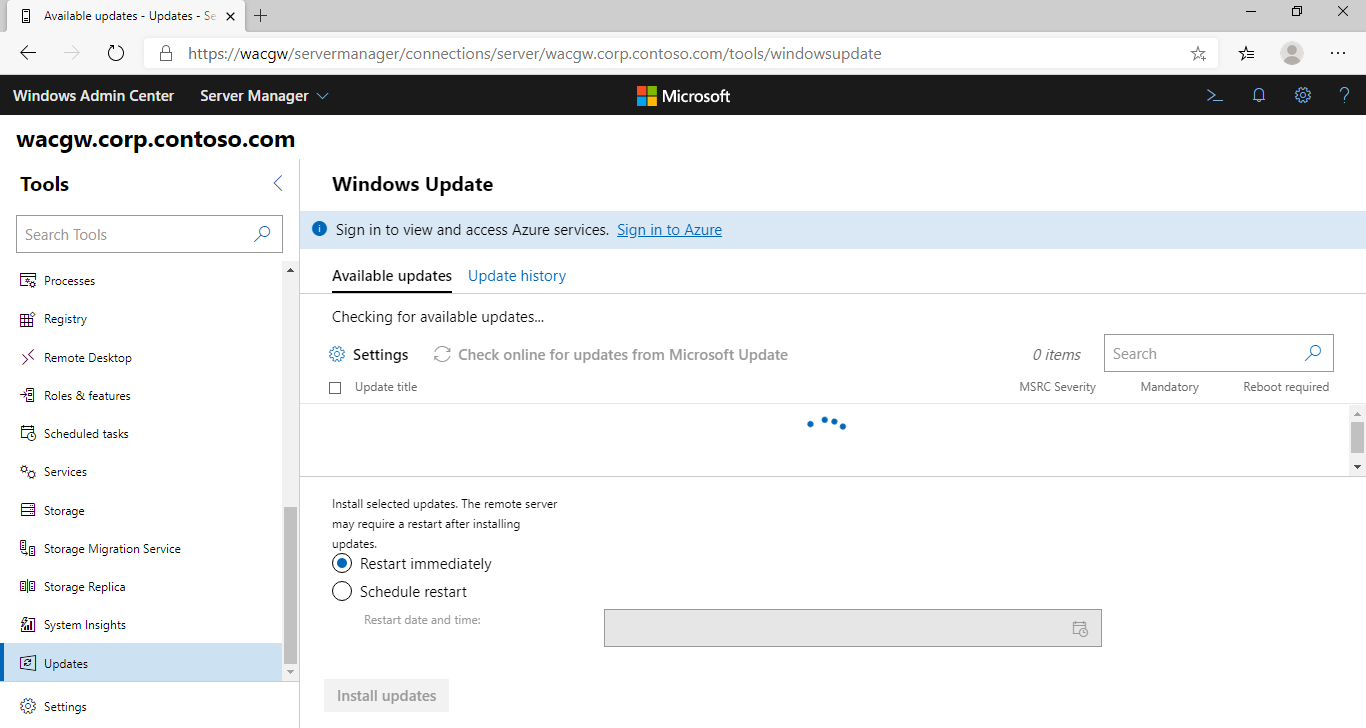 Available updates - Updates - Se
https://wacgw/servermanager/connections/server/wacgw.corp.contoso.com/tools/windowsupdate
Windows Admin Center Server Manager Microsoft
wacgw.corp.contoso.com
Tools
Search Tools
Processes
Registry
Remote Desktop
Roles & features
Scheduled tasks
Services
Storage
Storage Migration Service
Storage Replica
System Insights
Updates
Settings
Windows Update
Sign in to view and access Azure services. Sign in to Azure
Available updates Update history
Checking for available updates...
Settings Check online for updates from Microsoft Update 0 items Search
Update title MSRC Severity Mandatory Reboot required
Install selected updates. The remote server
may require a restart after installing
updates.
Restart immediately
Schedule restart
Restart date and time:
Install updates